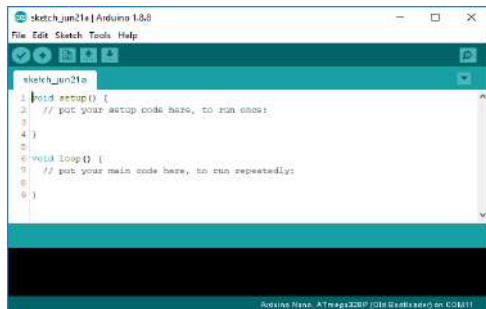 sketch_jun21a | Arduino 1.8.8
File Edit Sketch Tools Help
sketch_jun21a
1 void setup() {
2 // put your setup code here, to run once:
3
4 }
5
6 void loop() {
7 // put your main code here, to run repeatedly:
8
9 }
Arduino Nano, ATmega328P (Old Bootloader) on COM11